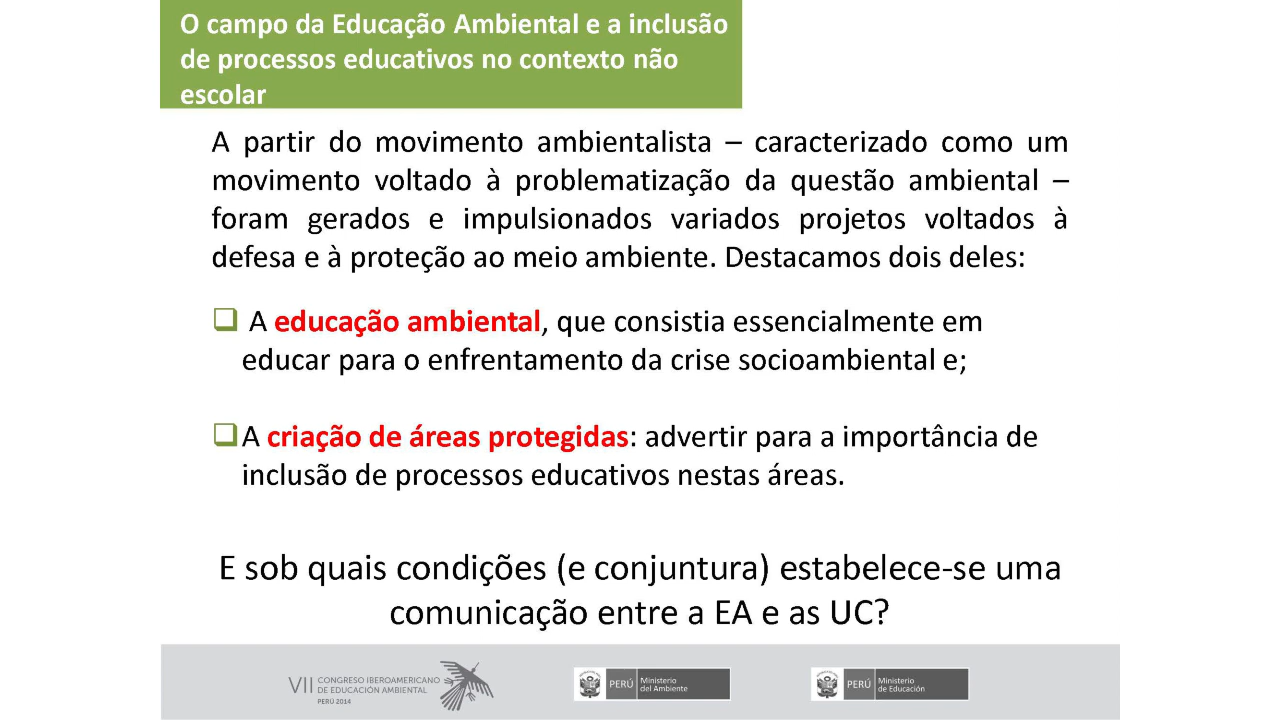 O campo da Educação Ambiental e a inclusão
de processos educativos no contexto não
escolar
A partir do movimento ambientalista – caracterizado como um
movimento voltado à problematização da questão ambiental –
foram gerados e impulsionados variados projetos voltados à
defesa e à proteção ao meio ambiente. Destacamos dois deles:
A educação ambiental, que consistia essencialmente em
educar para o enfrentamento da crise socioambiental e;
A criação de áreas protegidas: advertir para a importância de
inclusão de processos educativos nestas áreas.
E sob quais condições (e conjuntura) estabelece-se uma
comunicação entre a EA e as UC?
VII CONGRESO IBEROAMERICANO
DE EDUCACIÓN AMBIENTAL
PERÚ 2014
PERÚ Ministerio
del Ambiente
PERÚ Ministerio
de Educación